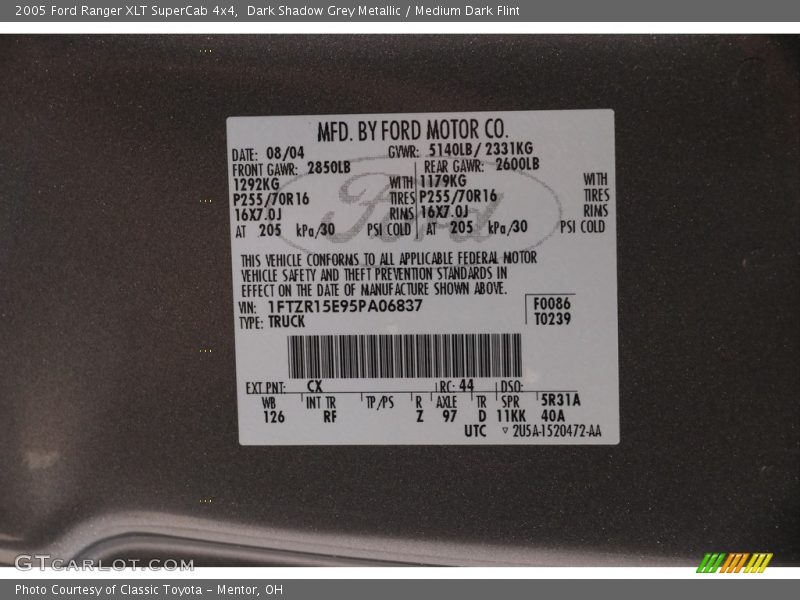 2005 Ford Ranger XLT SuperCab 4x4, Dark Shadow Grey Metallic / Medium Dark Flint
MFD. BY FORD MOTOR CO.
DATE: 08/04 GVWR: 5140LB/ 2331KG
FRONT GAWR: 2850LB REAR GAWR: 2600LB
1292KG WITH 1179KG WITH
P255/70R16 TIRES P255/70R16 TIRES
16X7.0J RIMS 16X7.0J RIMS
AT 205 kPa/30 PSI COLD AT 205 kPa/30 PSI COLD
Ford
THIS VEHICLE CONFORMS TO ALL APPLICABLE FEDERAL MOTOR
VEHICLE SAFETY AND THEFT PREVENTION STANDARDS IN
EFFECT ON THE DATE OF MANUFACTURE SHOWN ABOVE.
VIN: 1FTZR15E95PA06837 F0086
TYPE: TRUCK T0239
EXT PNT: CX RC: 44 DSO:
WB INT TR TP/PS R AXLE TR SPR 5R31A
126 RF Z 97 D 11KK 40A
UTC ▽ 2U5A-1520472-AA
GTCARLOT.COM
Photo Courtesy of Classic Toyota - Mentor, OH